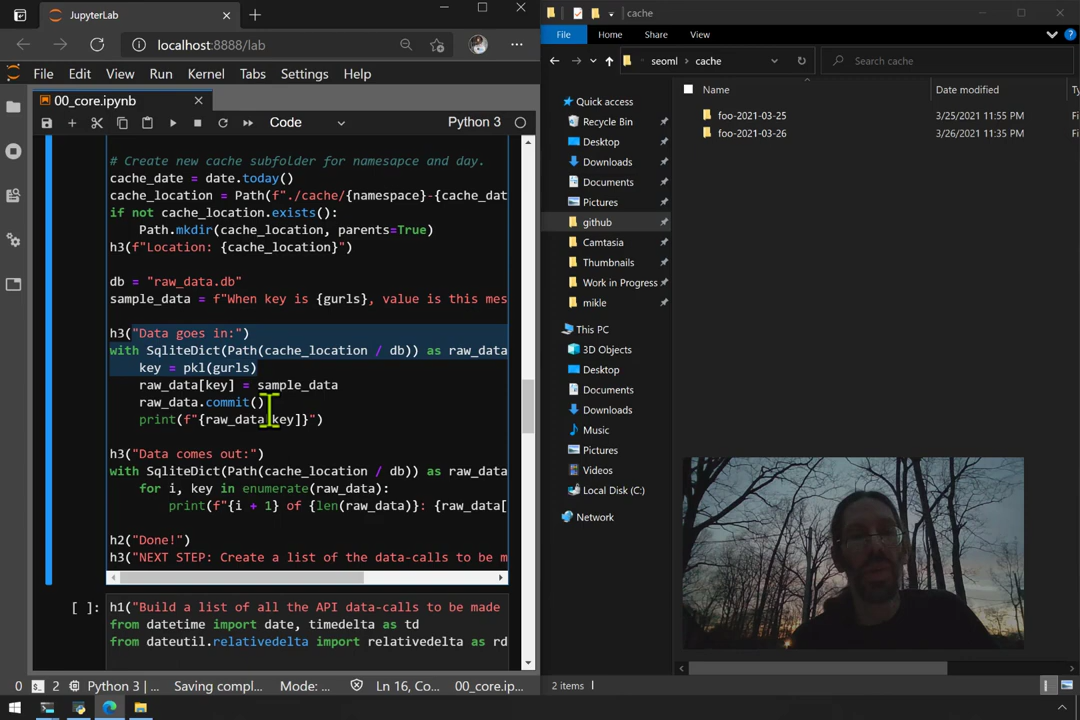 JupyterLab
localhost:8888/lab
File Edit View Run Kernel Tabs Settings Help
00_core.ipynb
Code
Python 3
# Create new cache subfolder for namesapce and day.
cache_date = date.today()
cache_location = Path(f"./cache/{namespace}-{cache_dat
if not cache_location.exists():
Path.mkdir(cache_location, parents=True)
h3(f"Location: {cache_location}")
db = "raw_data.db"
sample_data = f"When key is {gurls}, value is this mes
h3("Data goes in:")
with SqliteDict(Path(cache_location / db)) as raw_data
key = pkl(gurls)
raw_data[key] = sample_data
raw_data.commit()
print(f"{raw_data[key]}")
h3("Data comes out:")
with SqliteDict(Path(cache_location / db)) as raw_data
for i, key in enumerate(raw_data):
print(f"{i + 1} of {len(raw_data)}: {raw_data[
h2("Done!")
h3("NEXT STEP: Create a list of the data-calls to be m
[ ]:
h1("Build a list of all the API data-calls to be made
from datetime import date, timedelta as td
from dateutil.relativedelta import relativedelta as rd
0
2
Python 3 |...
Saving compl...
Mode: ...
Ln 16, Co...
00_core.ip...
cache
File Home Share View
seoml cache
Search cache
Quick access
Recycle Bin
Desktop
Downloads
Documents
Pictures
github
Camtasia
Thumbnails
Work in Progress
mikle
This PC
3D Objects
Desktop
Documents
Downloads
Music
Pictures
Videos
Local Disk (C:)
Network
Name Date modified Ty
foo-2021-03-25 3/25/2021 11:55 PM Fi
foo-2021-03-26 3/26/2021 11:35 PM Fi
2 items